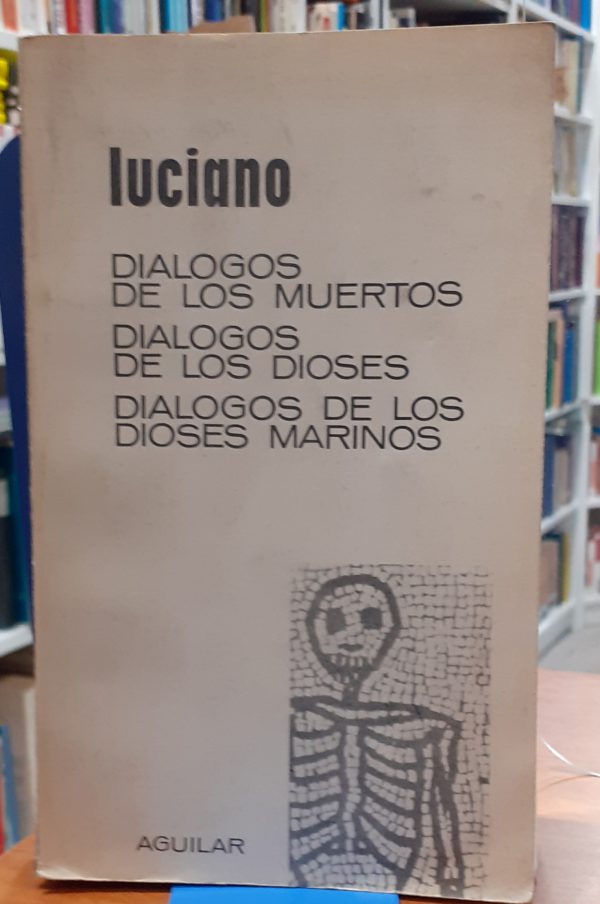 luciano
DIALOGOS
DE LOS MUERTOS
DIALOGOS
DE LOS DIOSES
DIALOGOS DE LOS
DIOSES MARINOS
AGUILAR